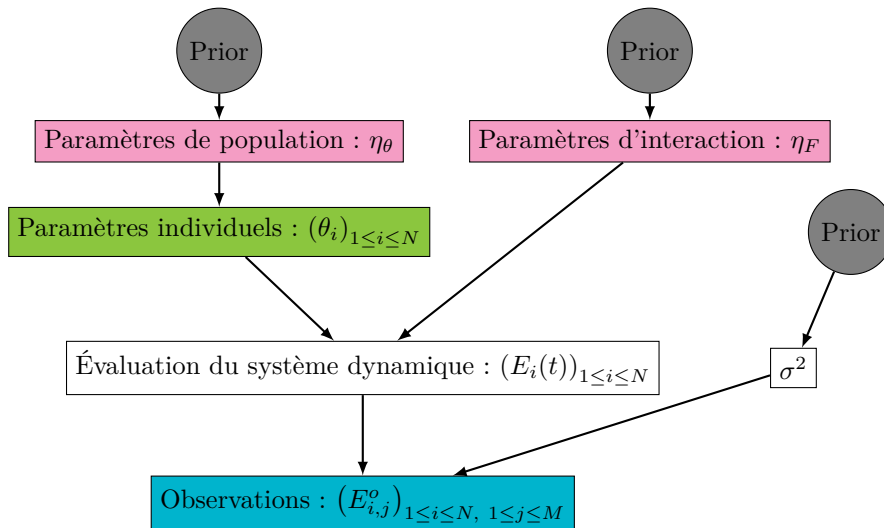 Prior
Prior
Paramètres de population : η_θ
Paramètres d'interaction : η_F
Paramètres individuels : (θ_i)_{1≤i≤N}
Prior
Évaluation du système dynamique : (E_i(t))_{1≤i≤N}
σ²
Observations : (E^o_{i,j})_{1≤i≤N, 1≤j≤M}